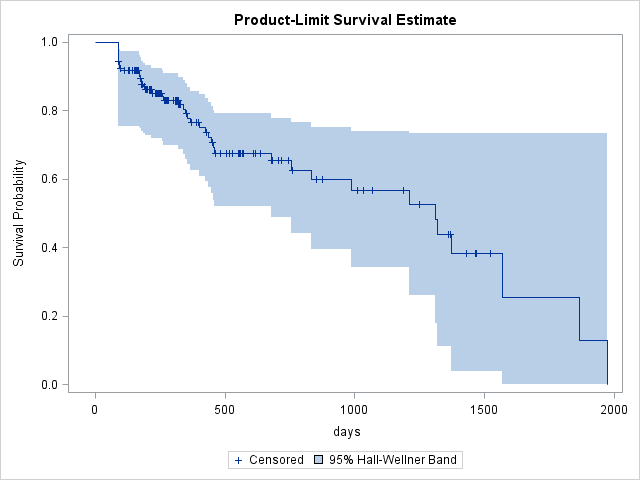 Product-Limit Survival Estimate
1.0
0.8
0.6
0.4
0.2
0.0
Survival Probability
0 500 1000 1500 2000
days
+ Censored 95% Hall-Wellner Band